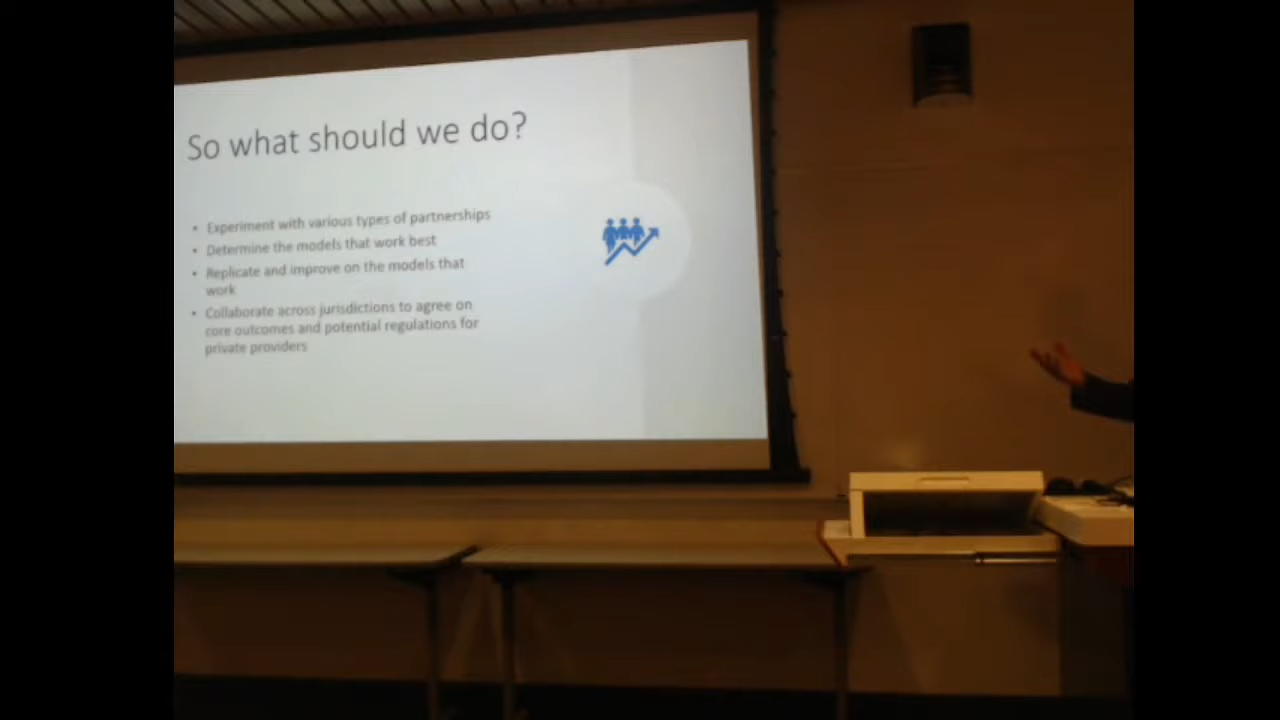 So what should we do?
• Experiment with various types of partnerships
• Determine the models that work best
• Replicate and improve on the models that
work
• Collaborate across jurisdictions to agree on
core outcomes and potential regulations for
private providers